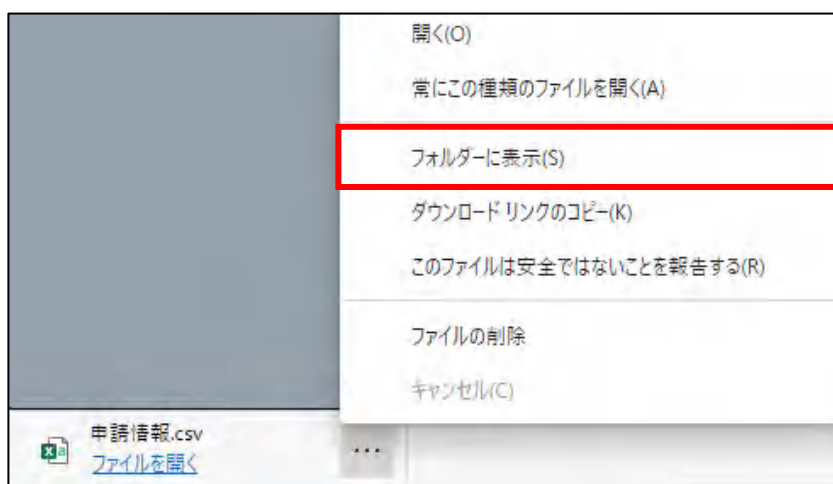 開く(O)
常にこの種類のファイルを開く(A)
フォルダーに表示(S)
ダウンロード リンクのコピー(K)
このファイルは安全ではないことを報告する(R)
ファイルの削除
キャンセル(C)
申請情報.csv
ファイルを開く
...